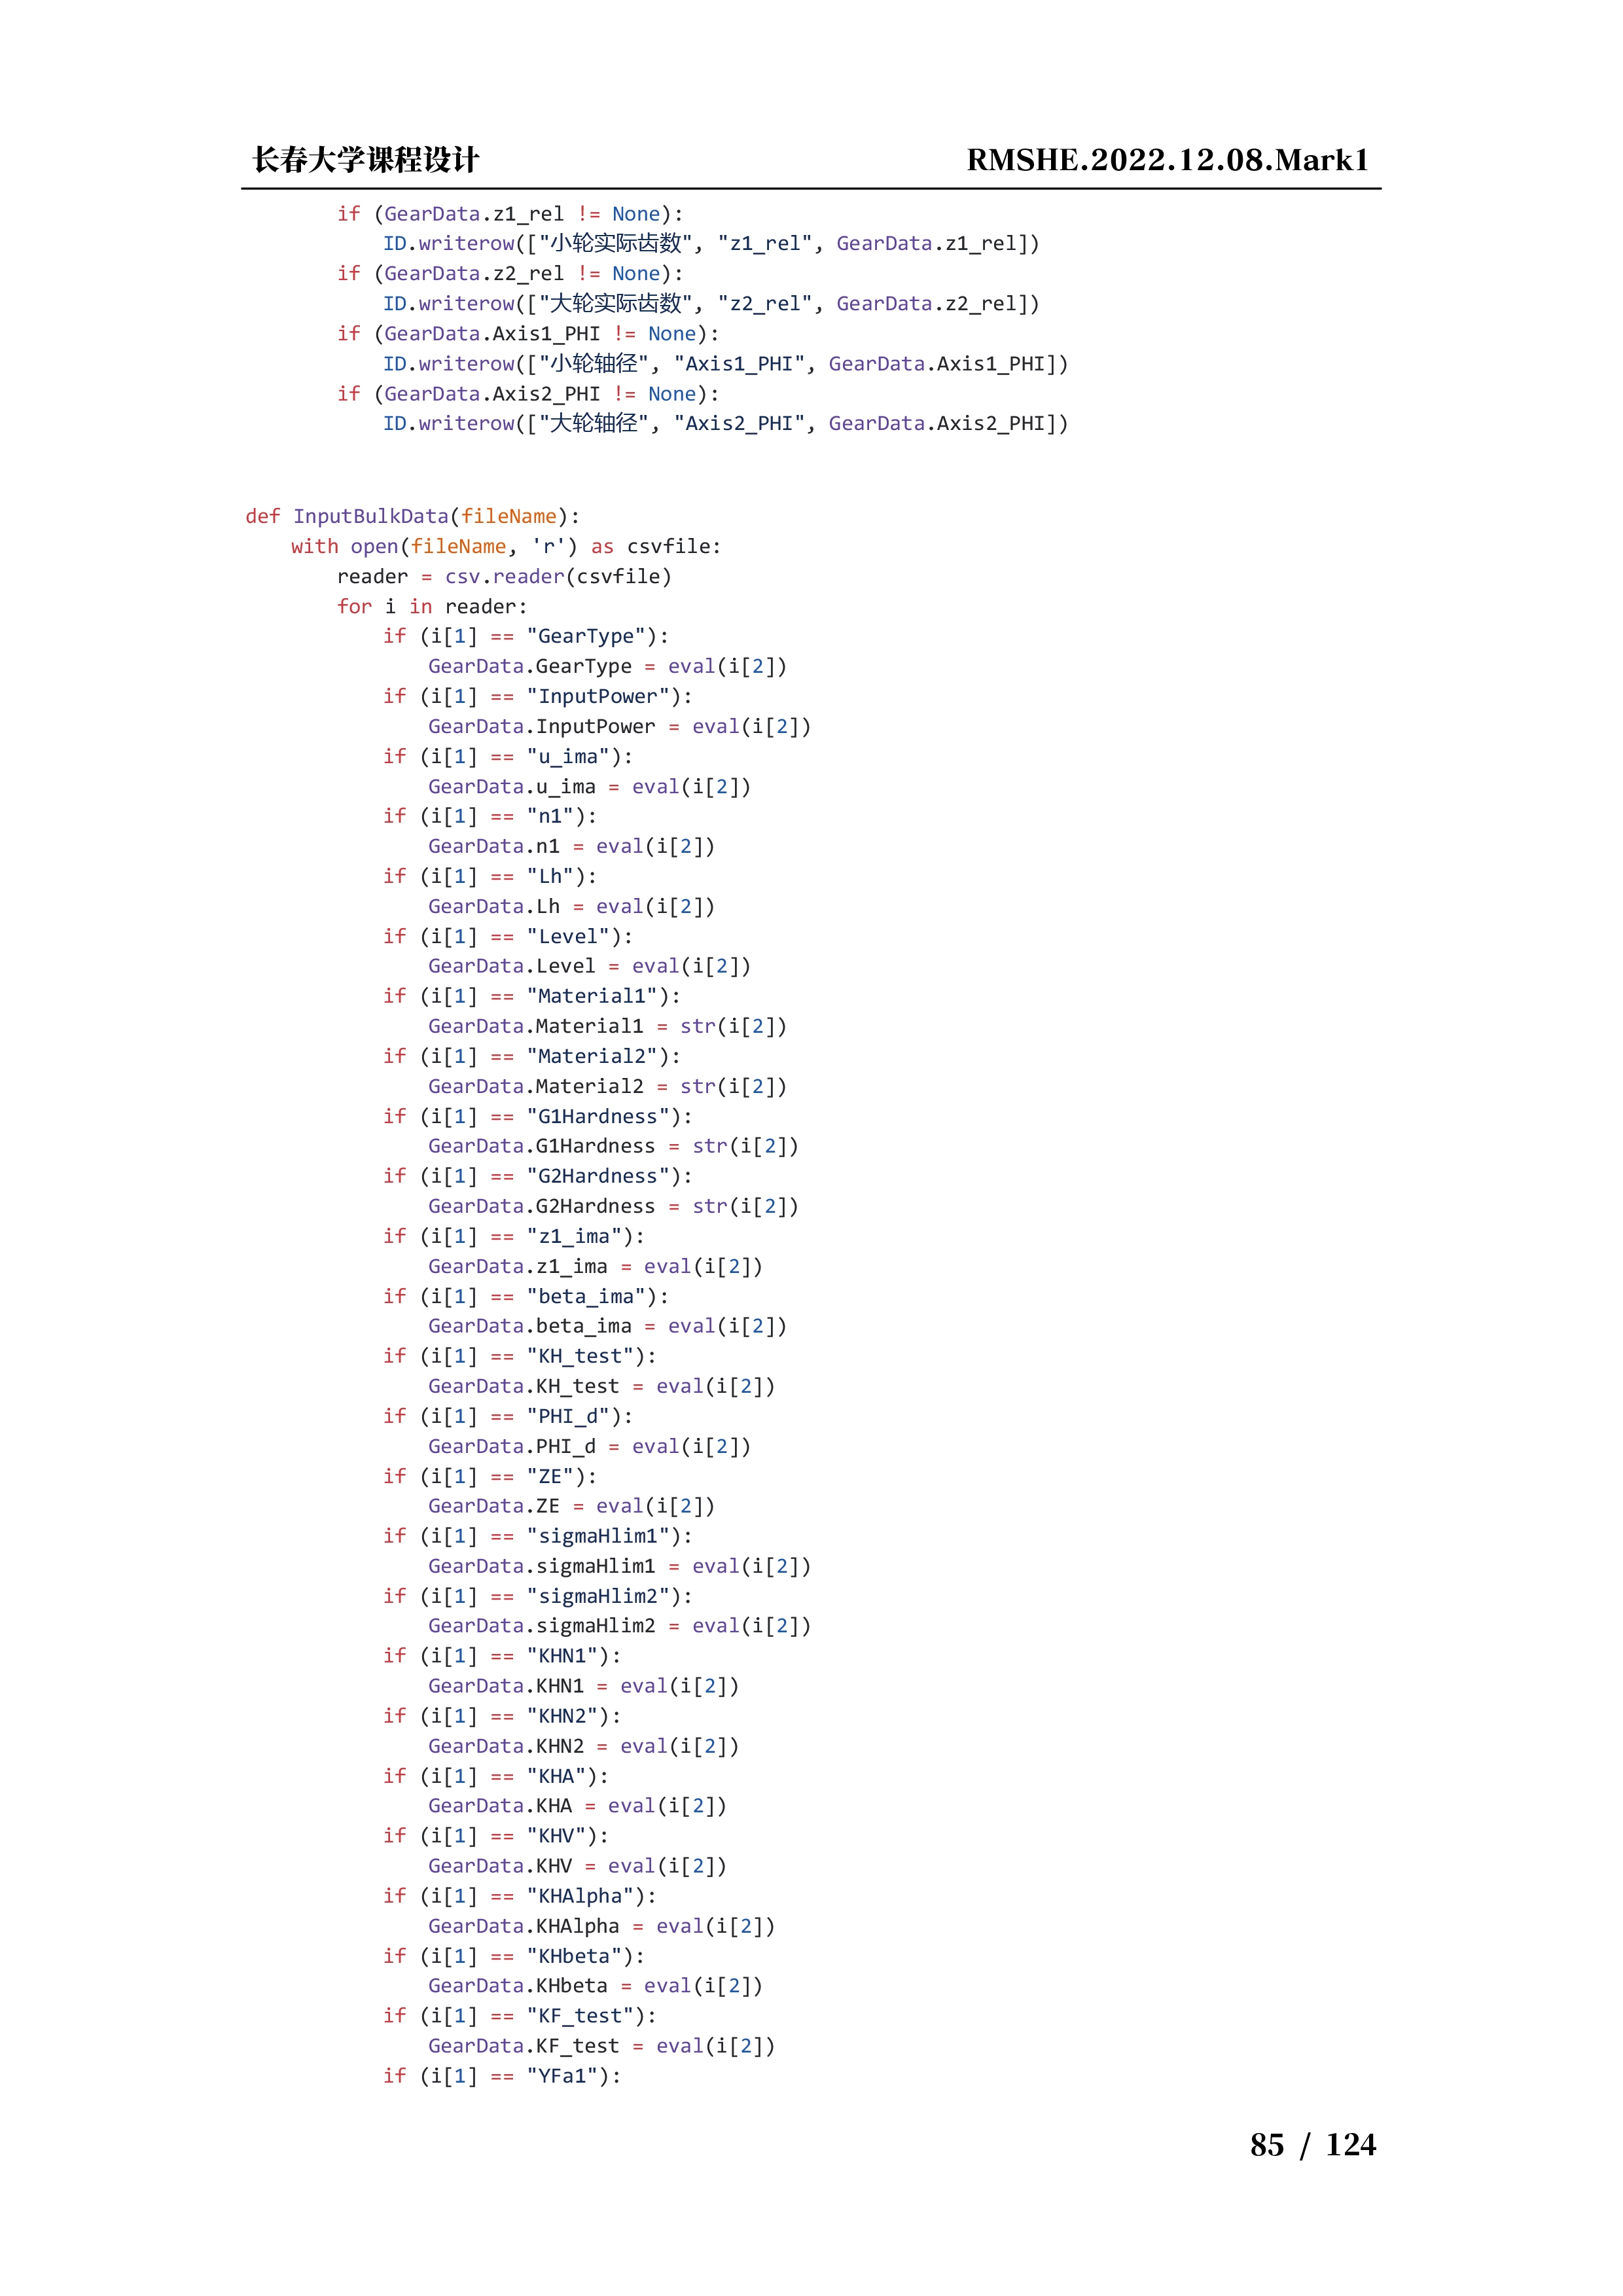 长春大学课程设计
RMSHE.2022.12.08.Mark1
if (GearData.z1_rel != None):
ID.writerow(["小轮实际齿数", "z1_rel", GearData.z1_rel])
if (GearData.z2_rel != None):
ID.writerow(["大轮实际齿数", "z2_rel", GearData.z2_rel])
if (GearData.Axis1_PHI != None):
ID.writerow(["小轮轴径", "Axis1_PHI", GearData.Axis1_PHI])
if (GearData.Axis2_PHI != None):
ID.writerow(["大轮轴径", "Axis2_PHI", GearData.Axis2_PHI])
def InputBulkData(fileName):
with open(fileName, 'r') as csvfile:
reader = csv.reader(csvfile)
for i in reader:
if (i[1] == "GearType"):
GearData.GearType = eval(i[2])
if (i[1] == "InputPower"):
GearData.InputPower = eval(i[2])
if (i[1] == "u_ima"):
GearData.u_ima = eval(i[2])
if (i[1] == "n1"):
GearData.n1 = eval(i[2])
if (i[1] == "Lh"):
GearData.Lh = eval(i[2])
if (i[1] == "Level"):
GearData.Level = eval(i[2])
if (i[1] == "Material1"):
GearData.Material1 = str(i[2])
if (i[1] == "Material2"):
GearData.Material2 = str(i[2])
if (i[1] == "G1Hardness"):
GearData.G1Hardness = str(i[2])
if (i[1] == "G2Hardness"):
GearData.G2Hardness = str(i[2])
if (i[1] == "z1_ima"):
GearData.z1_ima = eval(i[2])
if (i[1] == "beta_ima"):
GearData.beta_ima = eval(i[2])
if (i[1] == "KH_test"):
GearData.KH_test = eval(i[2])
if (i[1] == "PHI_d"):
GearData.PHI_d = eval(i[2])
if (i[1] == "ZE"):
GearData.ZE = eval(i[2])
if (i[1] == "sigmaHlim1"):
GearData.sigmaHlim1 = eval(i[2])
if (i[1] == "sigmaHlim2"):
GearData.sigmaHlim2 = eval(i[2])
if (i[1] == "KHN1"):
GearData.KHN1 = eval(i[2])
if (i[1] == "KHN2"):
GearData.KHN2 = eval(i[2])
if (i[1] == "KHA"):
GearData.KHA = eval(i[2])
if (i[1] == "KHV"):
GearData.KHV = eval(i[2])
if (i[1] == "KHAlpha"):
GearData.KHAlpha = eval(i[2])
if (i[1] == "KHbeta"):
GearData.KHbeta = eval(i[2])
if (i[1] == "KF_test"):
GearData.KF_test = eval(i[2])
if (i[1] == "YFa1"):
85 / 124